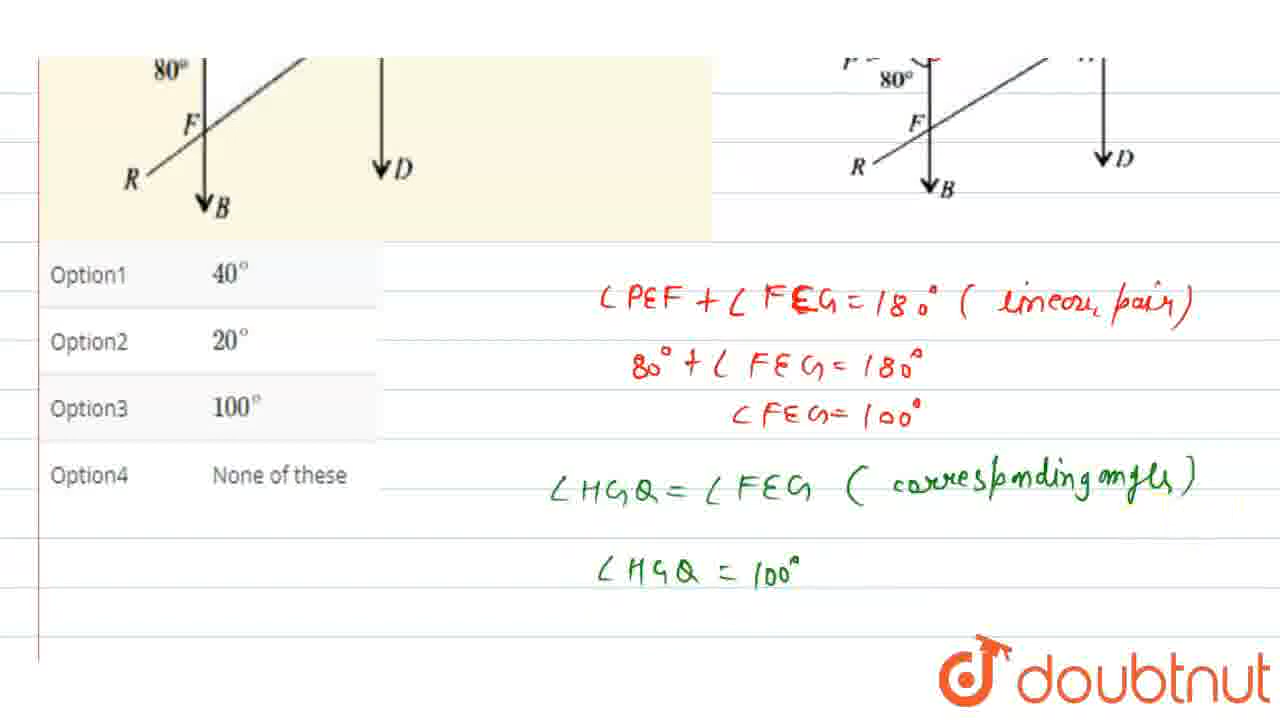 80°
F
R
D
B
P
80°
F
R
D
B
Option1 40°
Option2 20°
Option3 100°
Option4 None of these
∠PEF + ∠FEG = 180° (linear pair)
80° + ∠FEG = 180°
∠FEG = 100°
∠HGQ = ∠FEG (corresponding angles)
∠HGQ = 100°
doubtnut